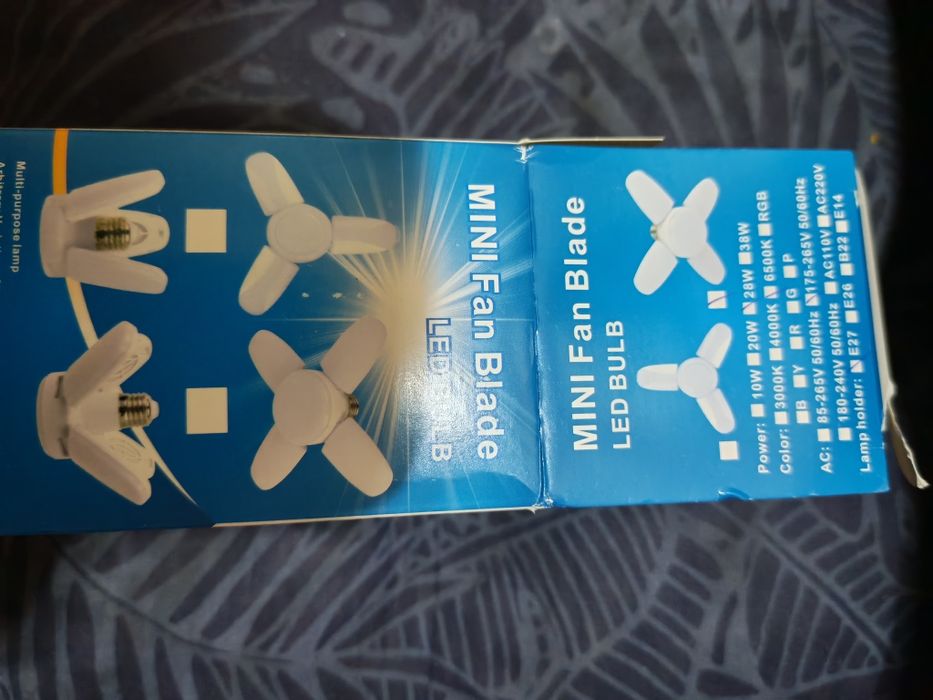 MINI Fan Blade
LED BULB
Power: ☐10W ☐20W ☑28W ☐38W
Color: ☐3000K ☐4000K ☑6500K ☐RGB
☐B ☐Y ☐R ☐G ☐P
AC: ☐85-265V 50/60Hz ☑175-265V 50/60Hz
☐180-240V 50/60Hz ☐AC110V ☐AC220V
Lamp holder: ☑E27 ☐E26 ☐B22 ☐E14
MINI Fan Blade
LED BULB
Multi-purpose lamp